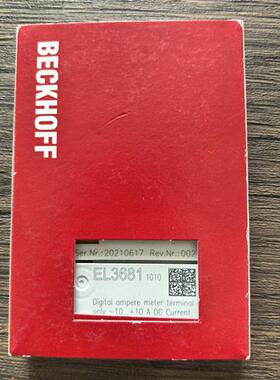 BECKHOFF
Ser.Nr.:20210617 Rev.Nr.:002
EL3681 1010
Digital ampere meter terminal
only -10...+10 A DC Current